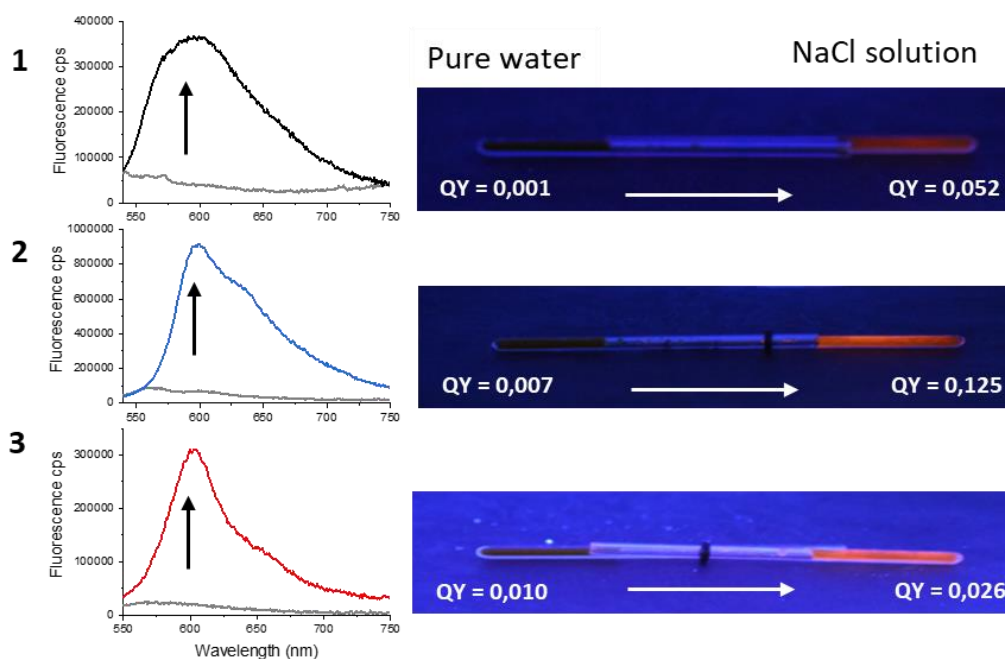 Pure water
NaCl solution
1
Fluorescence cps
400000
300000
200000
100000
0
550
600
650
700
750
QY = 0,001
QY = 0,052
2
Fluorescence cps
1000000
800000
600000
400000
200000
0
550
600
650
700
750
QY = 0,007
QY = 0,125
3
Fluorescence cps
300000
200000
100000
0
550
600
650
700
750
Wavelength (nm)
QY = 0,010
QY = 0,026